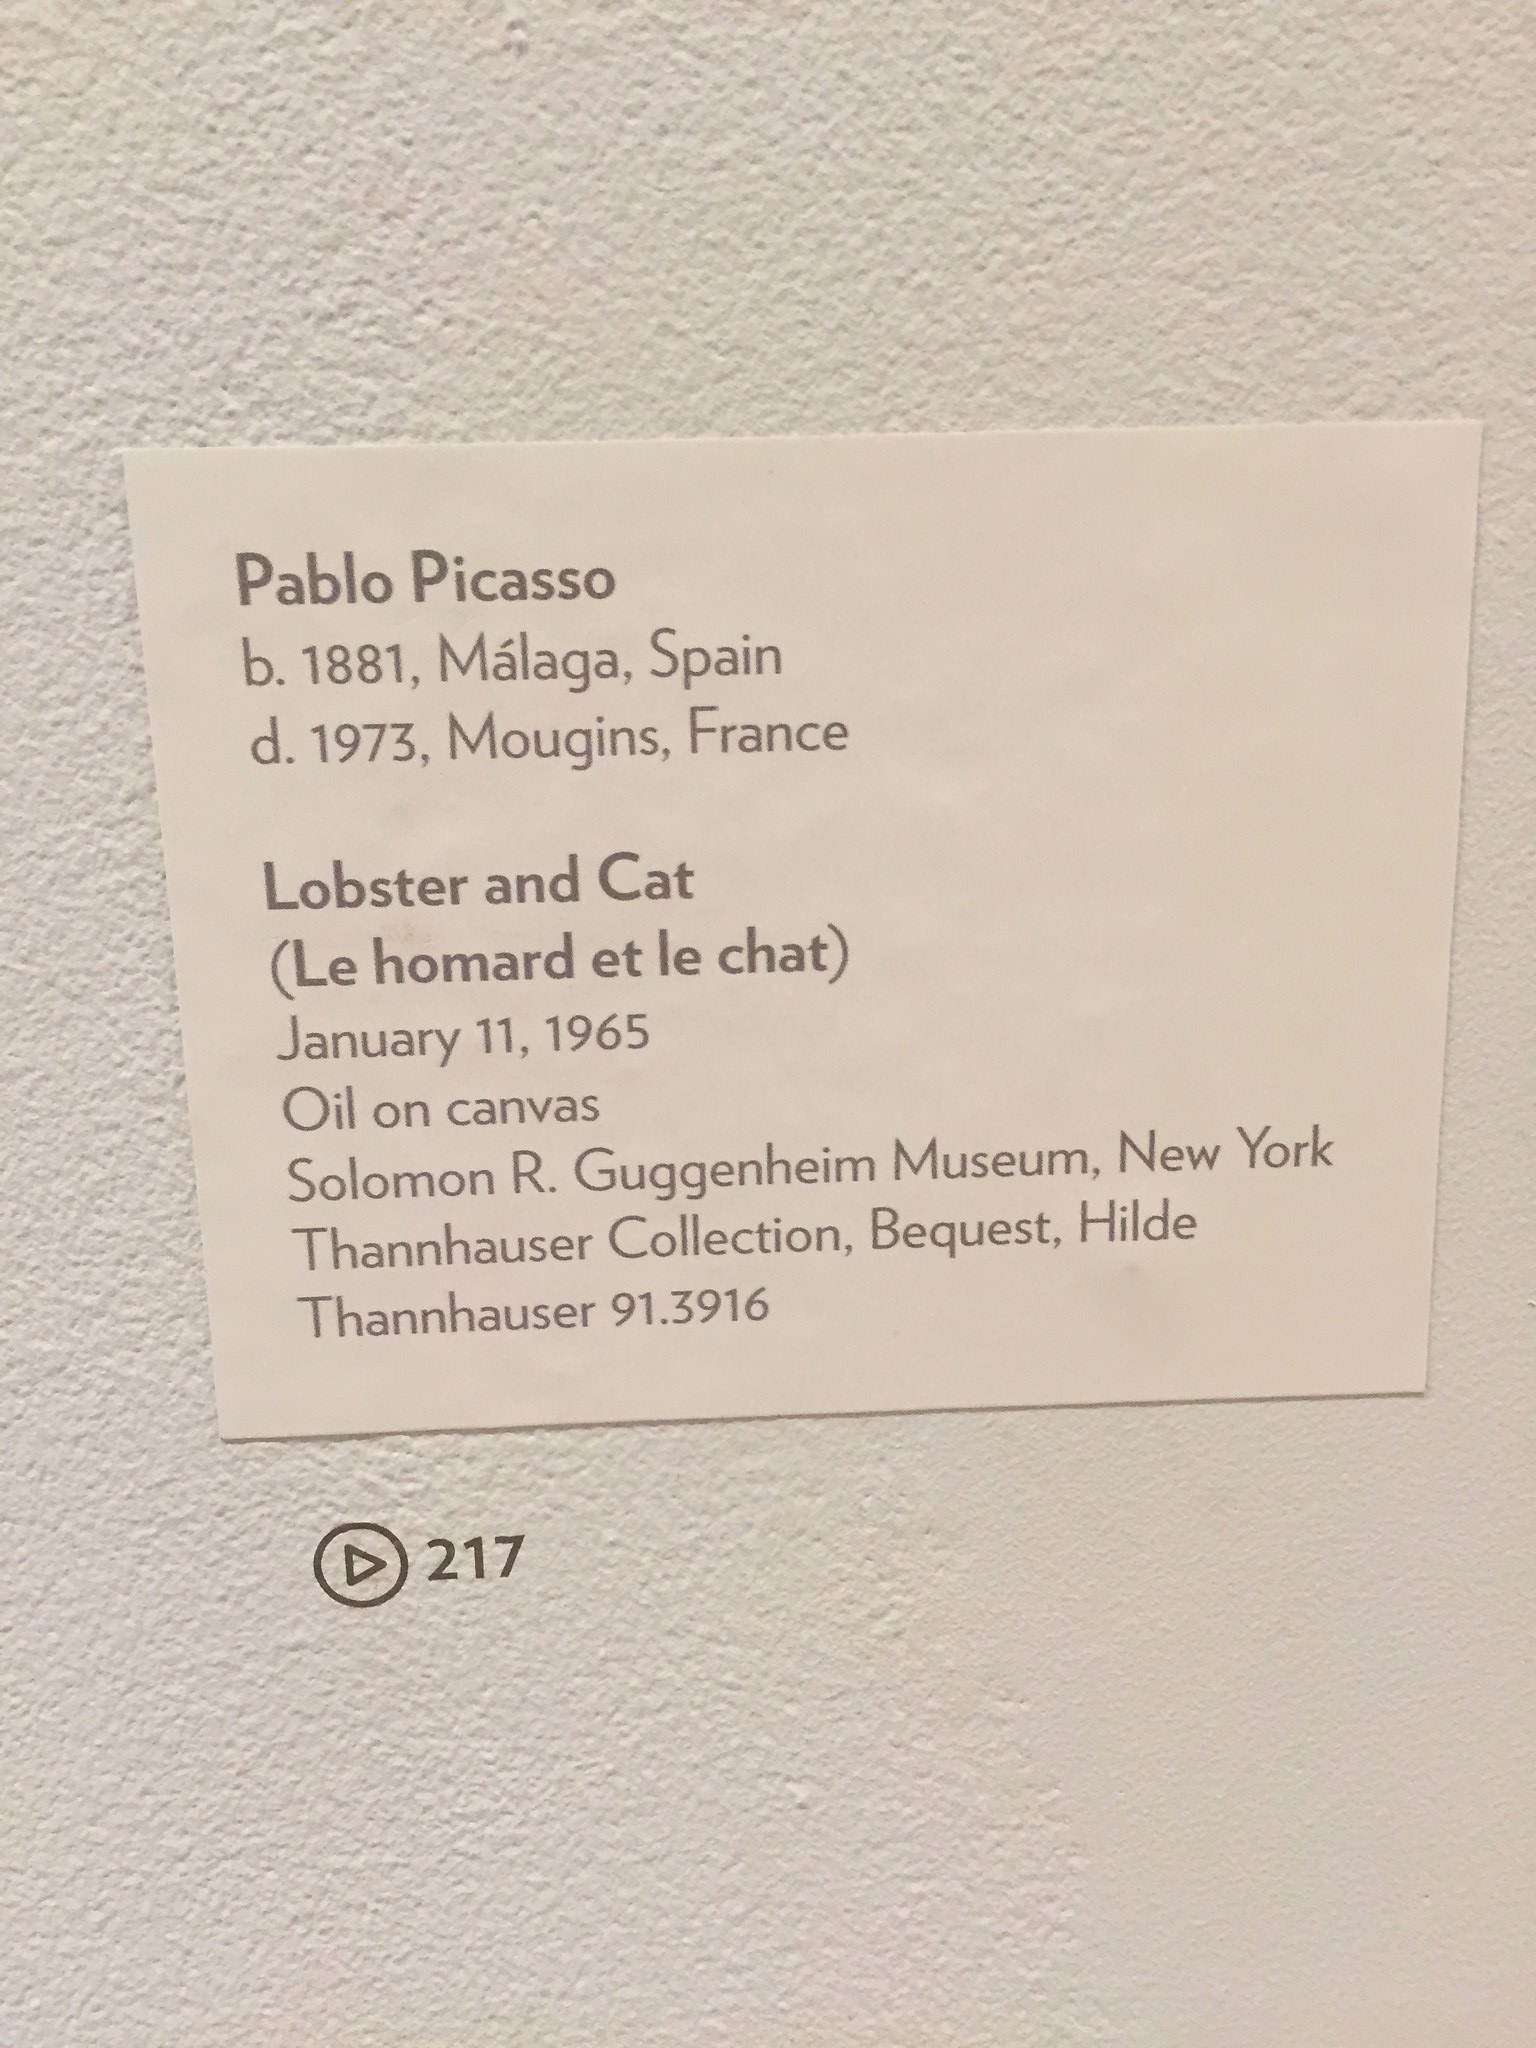 Pablo Picasso
b. 1881, Málaga, Spain
d. 1973, Mougins, France
Lobster and Cat
(Le homard et le chat)
January 11, 1965
Oil on canvas
Solomon R. Guggenheim Museum, New York
Thannhauser Collection, Bequest, Hilde
Thannhauser 91.3916
217